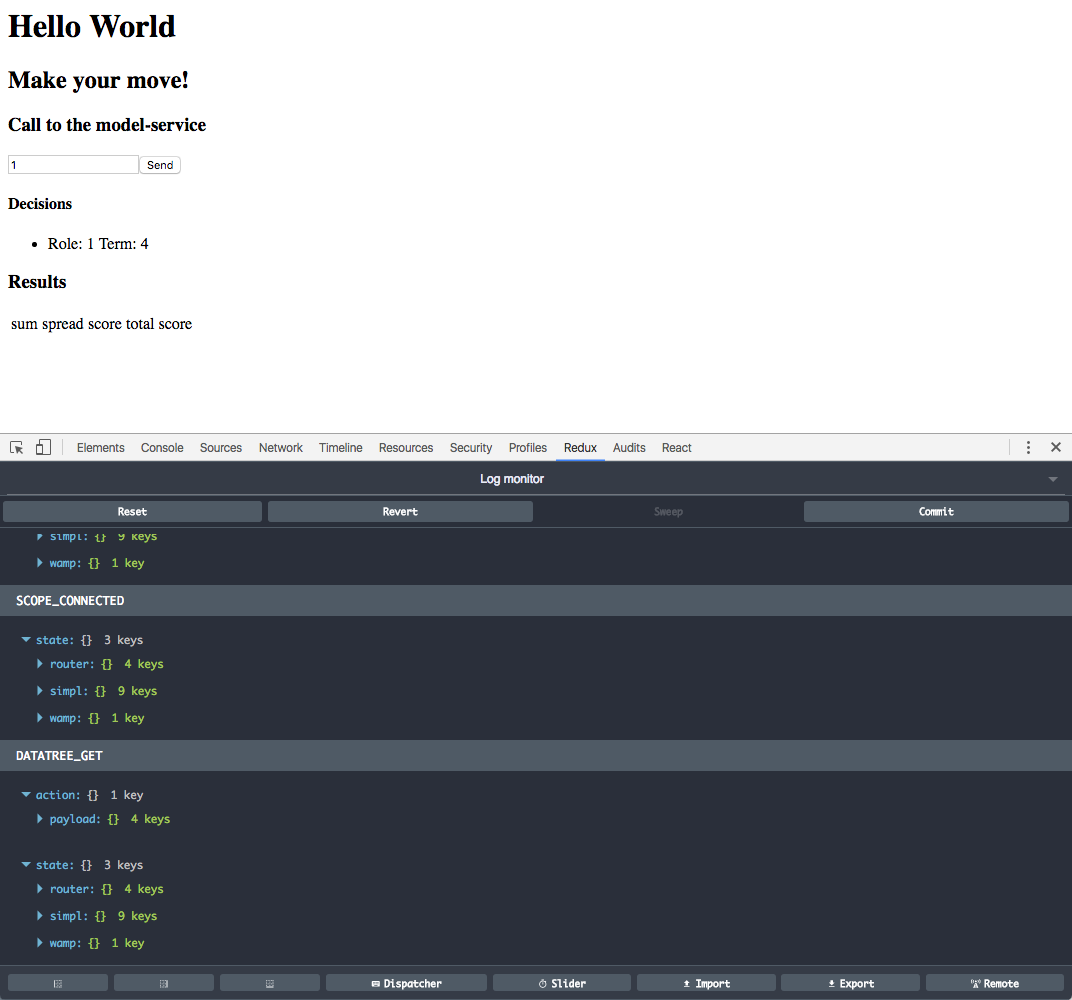 Hello World
Make your move!
Call to the model-service
1 Send
Decisions
• Role: 1 Term: 4
Results
sum spread score total score
Elements Console Sources Network Timeline Resources Security Profiles Redux Audits React
Log monitor
Reset Revert Sweep Commit
simpl: {} 9 keys
wamp: {} 1 key
SCOPE_CONNECTED
state: {} 3 keys
router: {} 4 keys
simpl: {} 9 keys
wamp: {} 1 key
DATATREE_GET
action: {} 1 key
payload: {} 4 keys
state: {} 3 keys
router: {} 4 keys
simpl: {} 9 keys
wamp: {} 1 key
Dispatcher Slider Import Export Remote